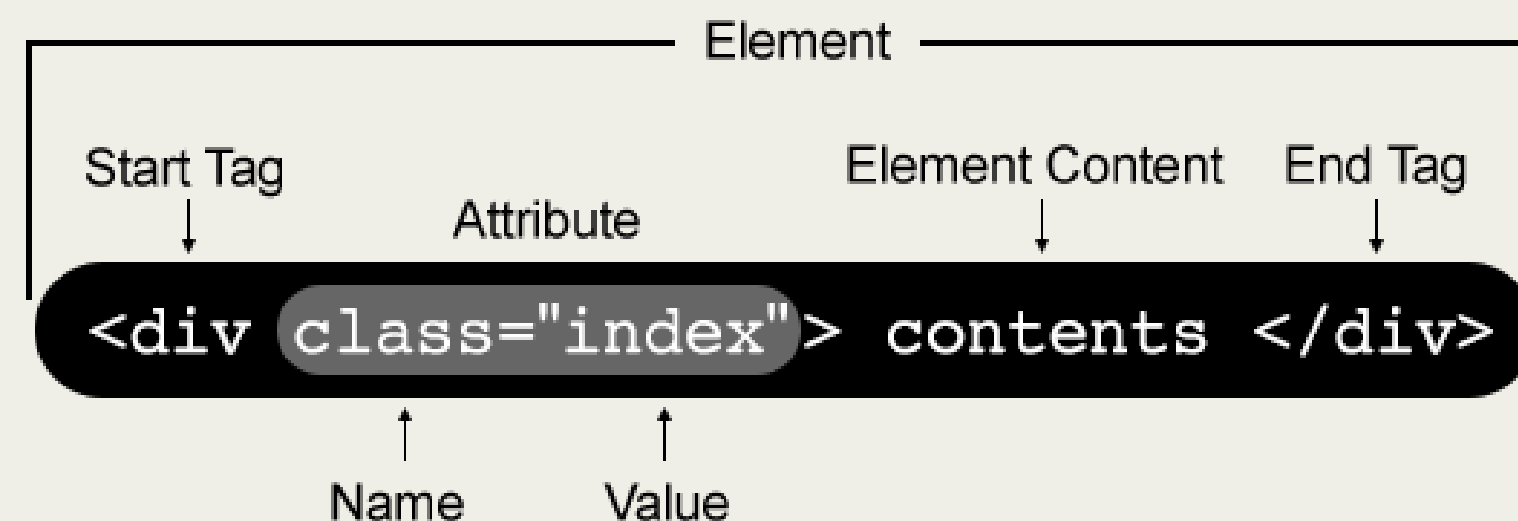 Element
Start Tag
Element Content
End Tag
Attribute
<div class="index"> contents </div>
Name
Value